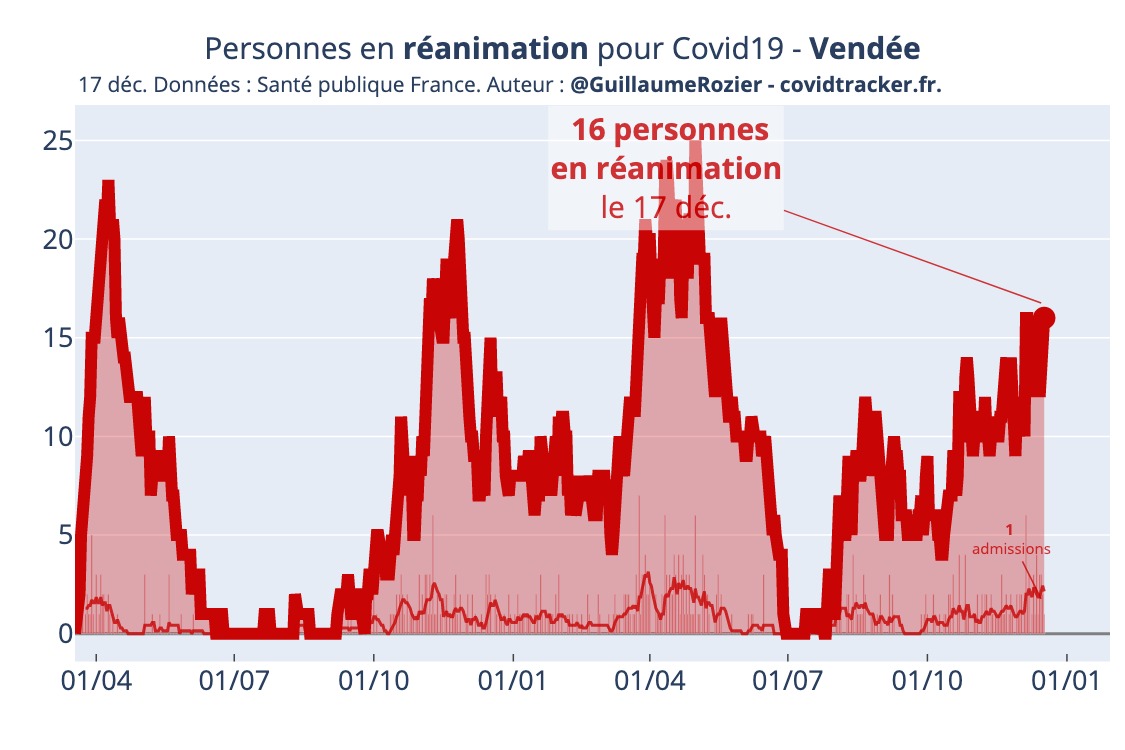 Personnes en réanimation pour Covid19 - Vendée
17 déc. Données : Santé publique France. Auteur : @GuillaumeRozier - covidtracker.fr.
16 personnes
en réanimation
le 17 déc.
25
20
15
10
5
0
1
admissions
01/04
01/07
01/10
01/01
01/04
01/07
01/10
01/01